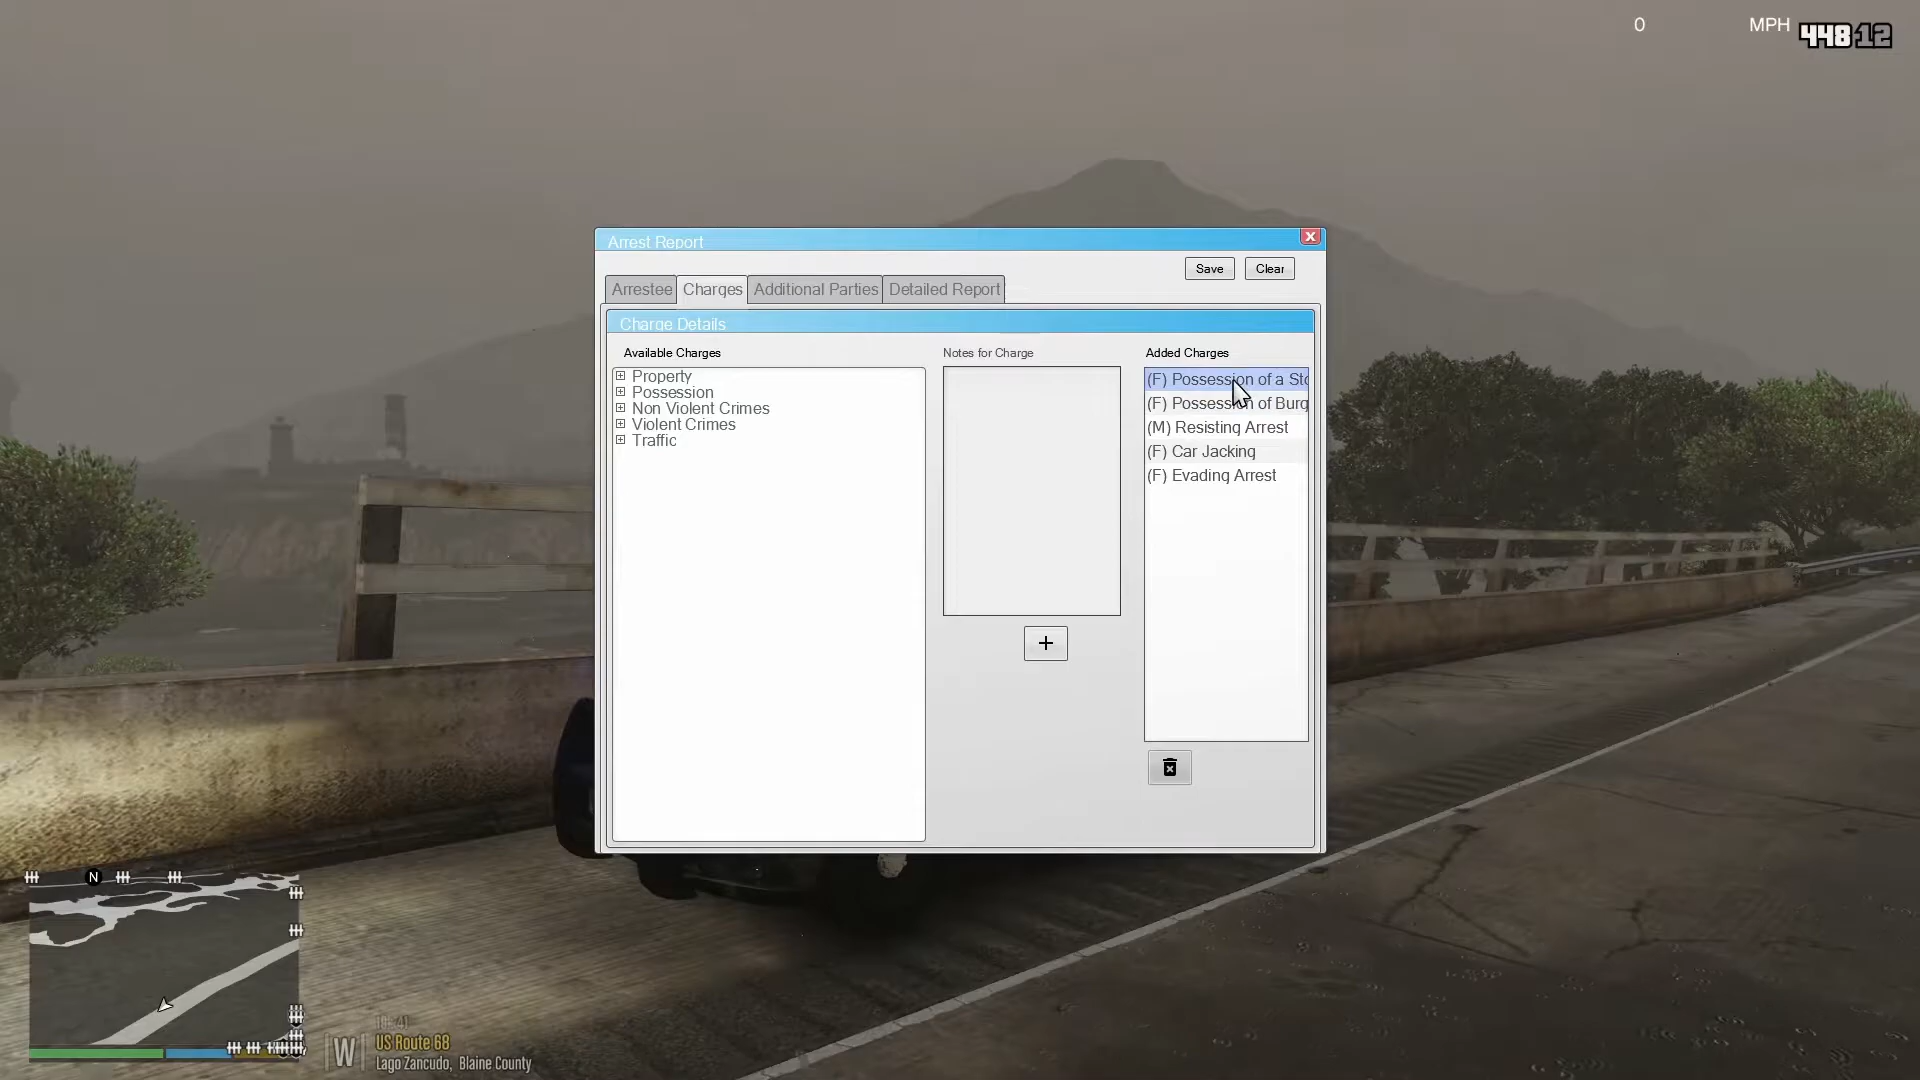 0 MPH 448/12
Arrest Report
Save Clear
Arrestee Charges Additional Parties Detailed Report
Charge Details
Available Charges Notes for Charge Added Charges
Property
Possession
Non Violent Crimes
Violent Crimes
Traffic
(F) Possession of a Sto
(F) Possession of Burg
(M) Resisting Arrest
(F) Car Jacking
(F) Evading Arrest
+
N
W
US Route 68
Lago Zancudo, Blaine County